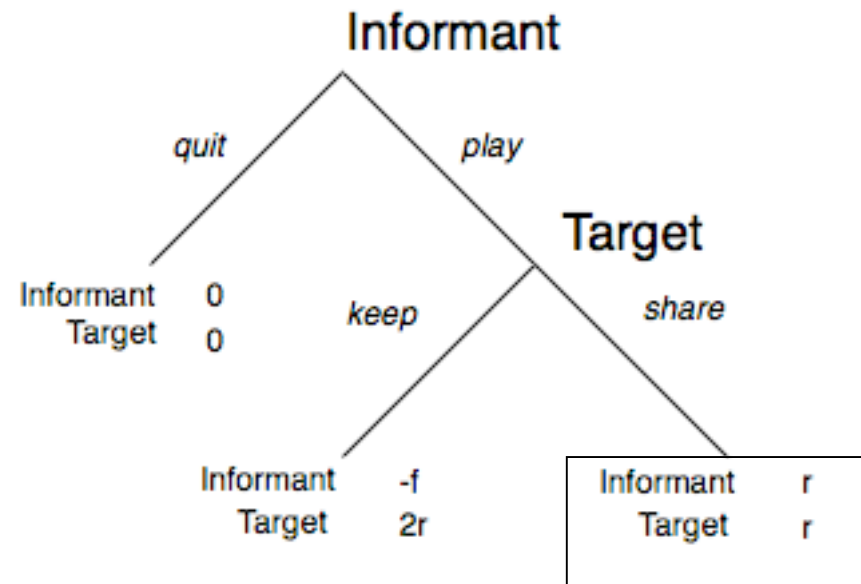 Informant
quit
play
Target
Informant 0
Target 0
keep
share
Informant -f
Target 2r
Informant r
Target r